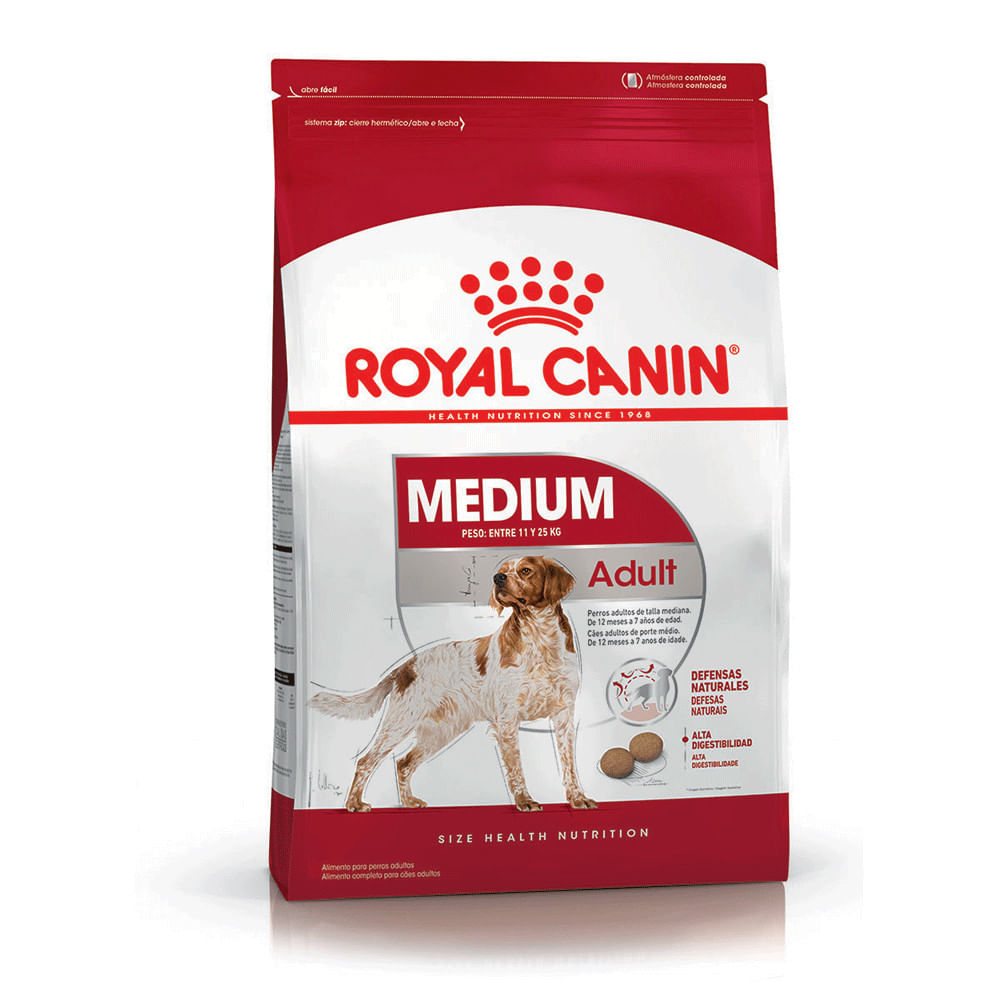 abre fácil
Atmósfera controlada
Atmosfera controlada
sistema zip: cierre hermético/abre e fecha
ROYAL CANIN®
HEALTH NUTRITION SINCE 1968
MEDIUM
PESO: ENTRE 11 Y 25 KG
Adult
Perros adultos de talla mediana.
De 12 meses a 7 años de edad.
Cães adultos de porte médio.
De 12 meses a 7 anos de idade.
DEFENSAS
NATURALES
DEFESAS
NATURAIS
ALTA
DIGESTIBILIDAD
ALTA
DIGESTIBILIDADE
SIZE HEALTH NUTRITION
Alimento para perros adultos
Alimento completo para cães adultos